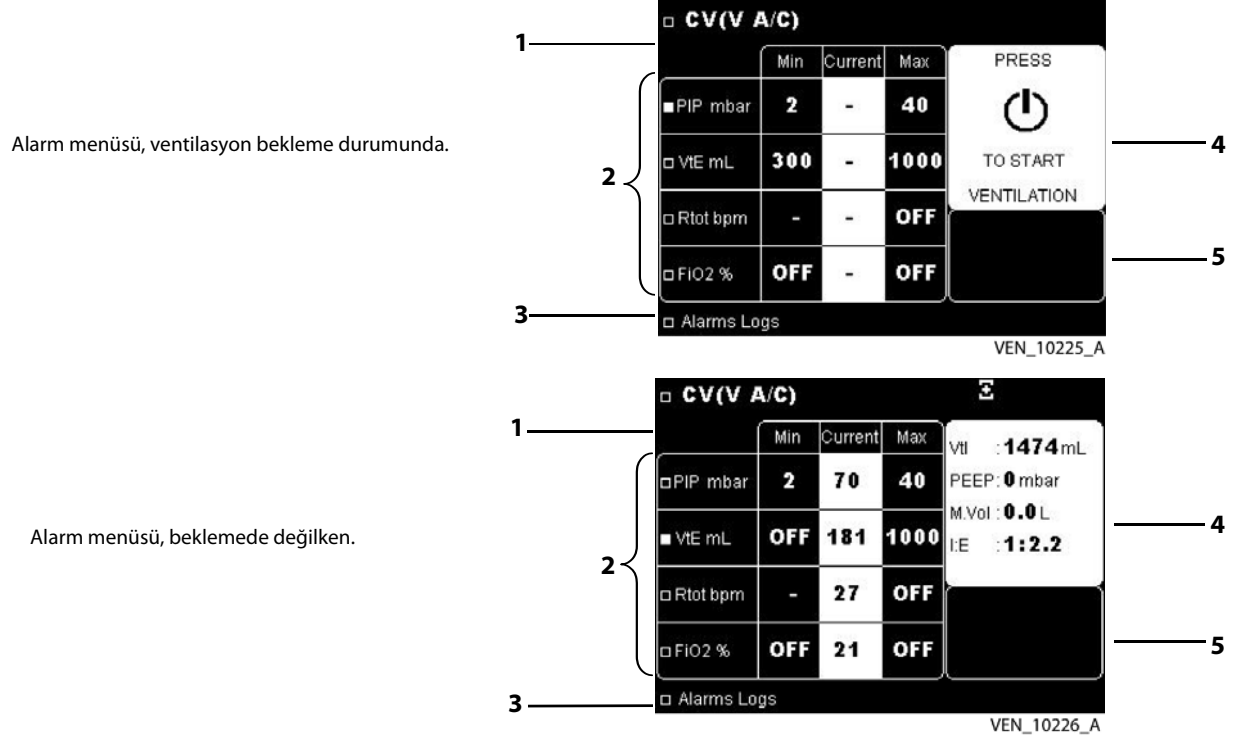 CV(V A/C)
1
Min Current Max
PRESS
PIP mbar 2 - 40
Alarm menüsü, ventilasyon bekleme durumunda.
4
2
VtE mL 300 - 1000
TO START
VENTILATION
Rtot bpm - - OFF
5
FiO2 % OFF - OFF
3
Alarms Logs
VEN_10225_A
CV(V A/C)
1
Min Current Max
VtI : 1474 mL
PIP mbar 2 70 40
PEEP: 0 mbar
M.Vol : 0.0 L
4
Alarm menüsü, beklemede değilken.
VtE mL OFF 181 1000
I:E : 1:2.2
2
Rtot bpm - 27 OFF
5
FiO2 % OFF 21 OFF
3
Alarms Logs
VEN_10226_A